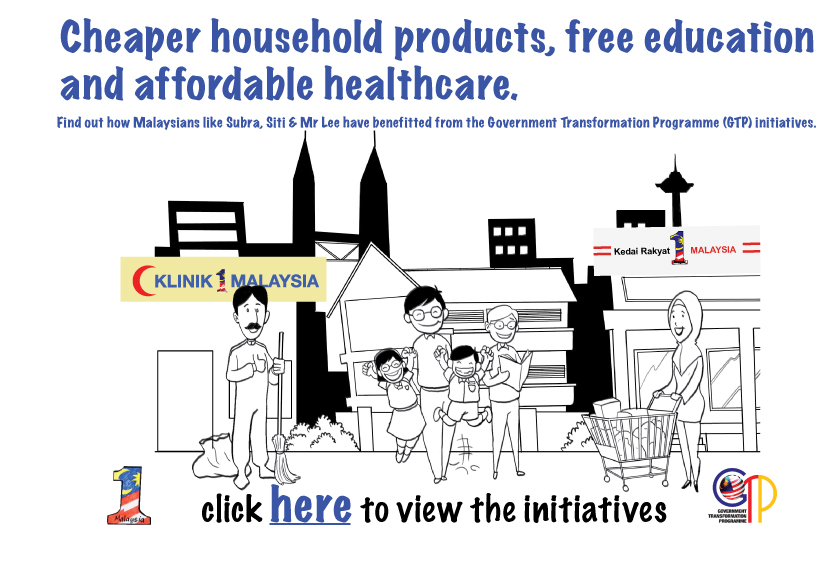 Cheaper household products, free education
and affordable healthcare.
Find out how Malaysians like Subra, Siti & Mr Lee have benefitted from the Government Transformation Programme (GTP) initiatives.
KLINIK 1 MALAYSIA
Kedai Rakyat 1 MALAYSIA
1
Malaysia
click here to view the initiatives
GTP
GOVERNMENT
TRANSFORMATION
PROGRAMME